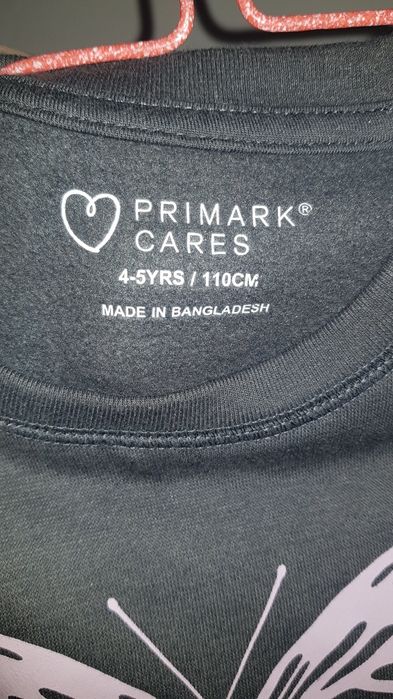 PRIMARK®
CARES
4-5YRS / 110CM
MADE IN BANGLADESH